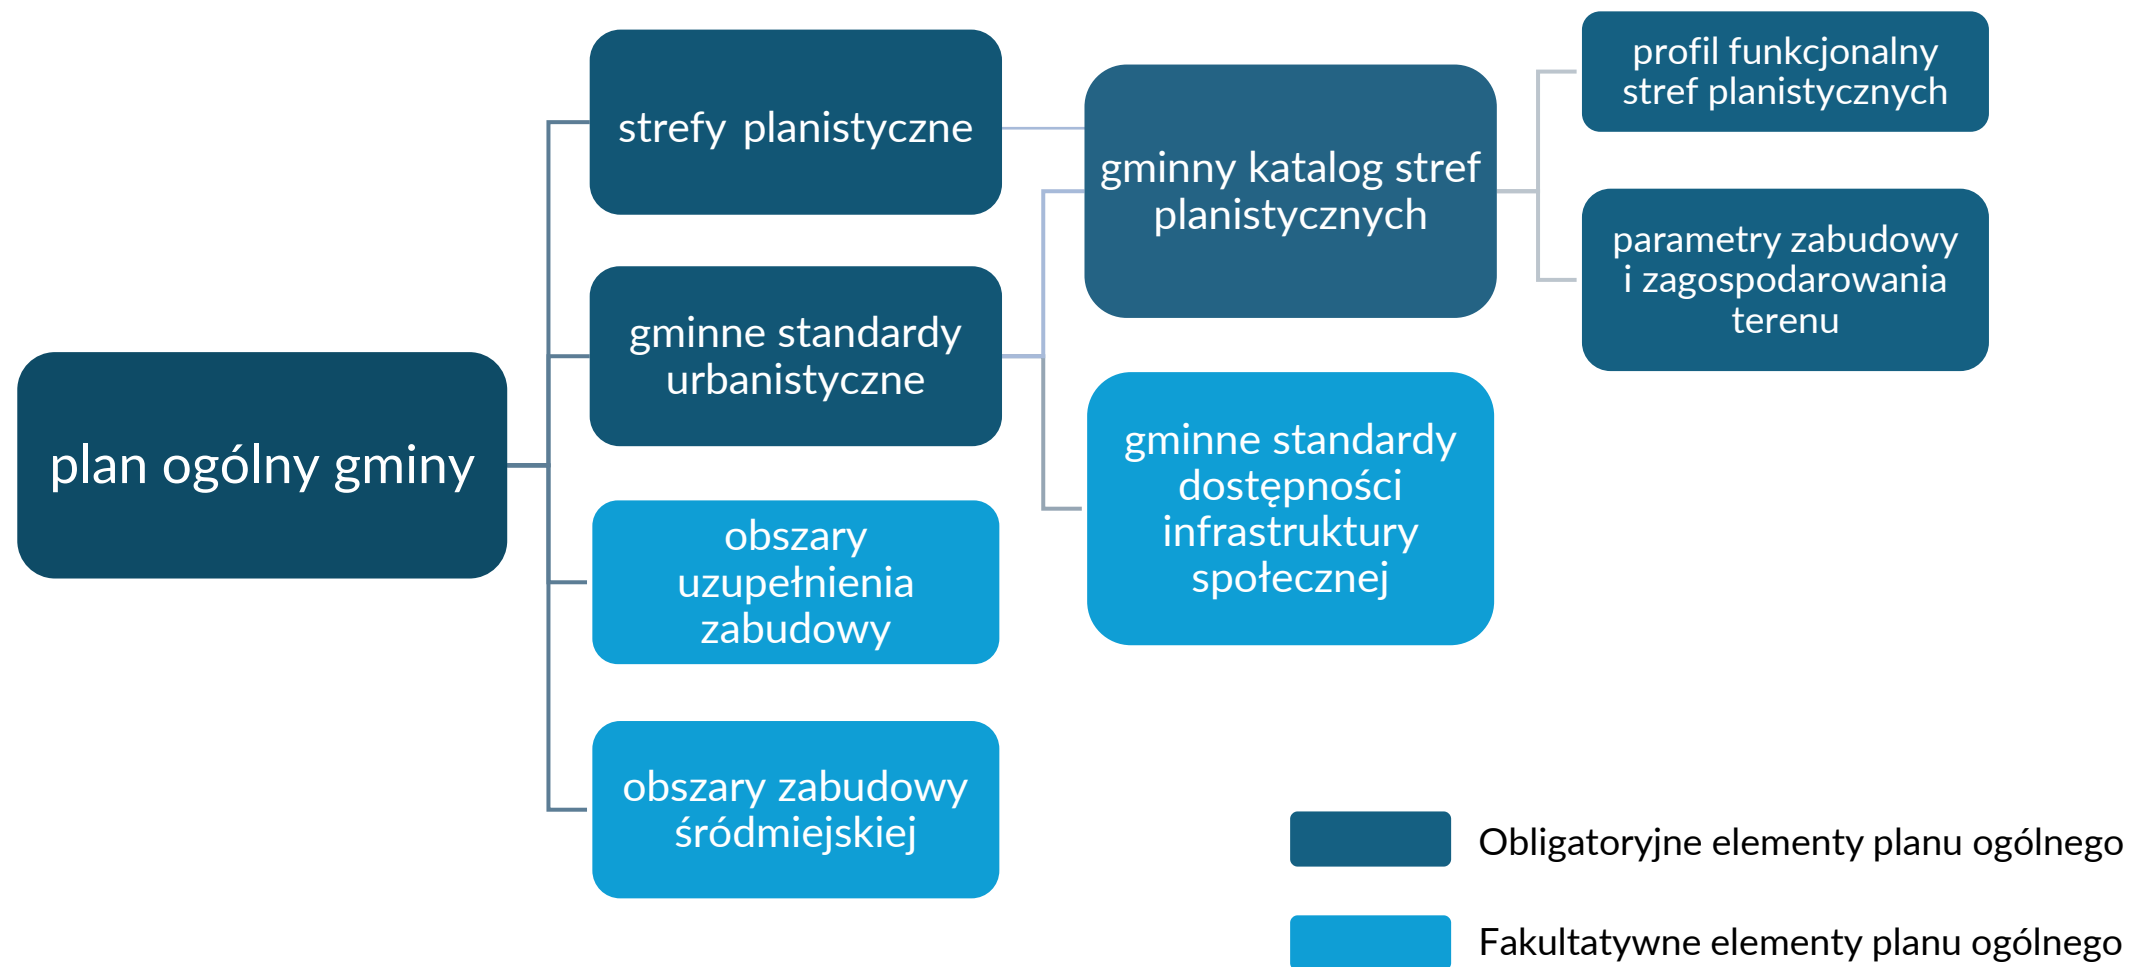 plan ogólny gminy
strefy planistyczne
gminne standardy
urbanistyczne
obszary
uzupełnienia
zabudowy
obszary zabudowy
śródmiejskiej
gminny katalog stref
planistycznych
gminne standardy
dostępności
infrastruktury
społecznej
profil funkcjonalny
stref planistycznych
parametry zabudowy
i zagospodarowania
terenu
Obligatoryjne elementy planu ogólnego
Fakultatywne elementy planu ogólnego